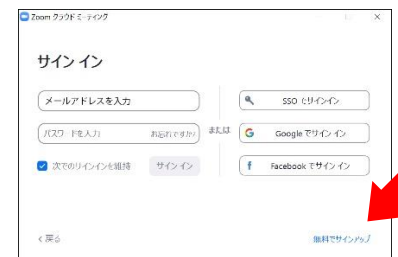 Zoom クラウド ミーティング
サイン イン
メールアドレスを入力
パスワードを入力
お忘れですか?
次でのサインインを維持
サイン イン
または
SSO でサインイン
Google でサイン イン
Facebook でサイン イン
< 戻る
無料でサインアップ